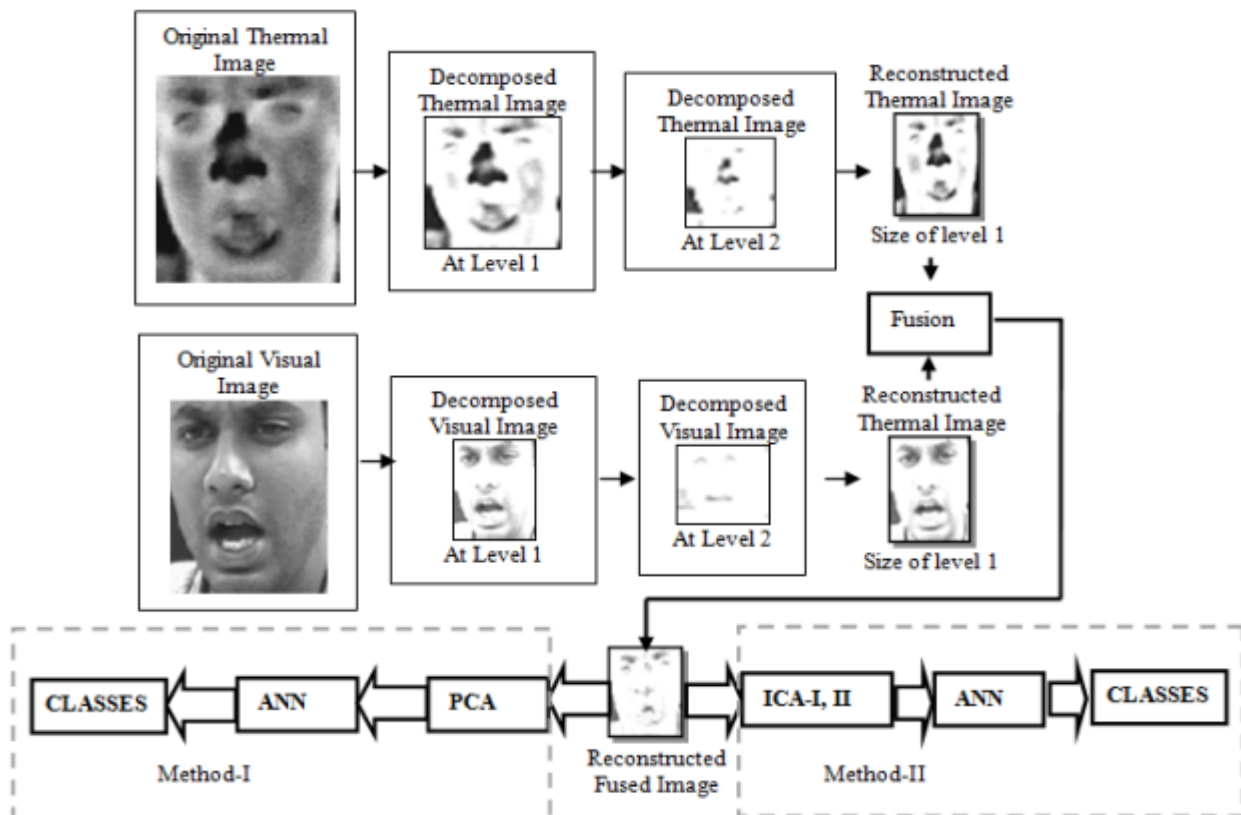 Original Thermal
Image
Decomposed
Thermal Image
At Level 1
Decomposed
Thermal Image
At Level 2
Reconstructed
Thermal Image
Size of level 1
Fusion
Original Visual
Image
Decomposed
Visual Image
At Level 1
Decomposed
Visual Image
At Level 2
Reconstructed
Thermal Image
Size of level 1
CLASSES
ANN
PCA
ICA-I, II
ANN
CLASSES
Method-I
Reconstructed
Fused Image
Method-II